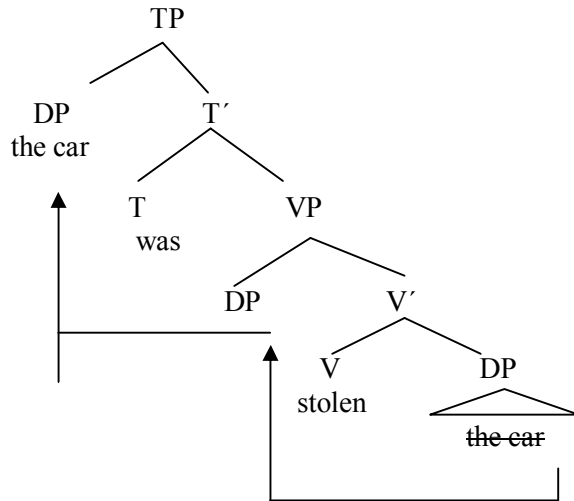 TP
DP T´
the car
T VP
was
DP V´
V DP
stolen
the car